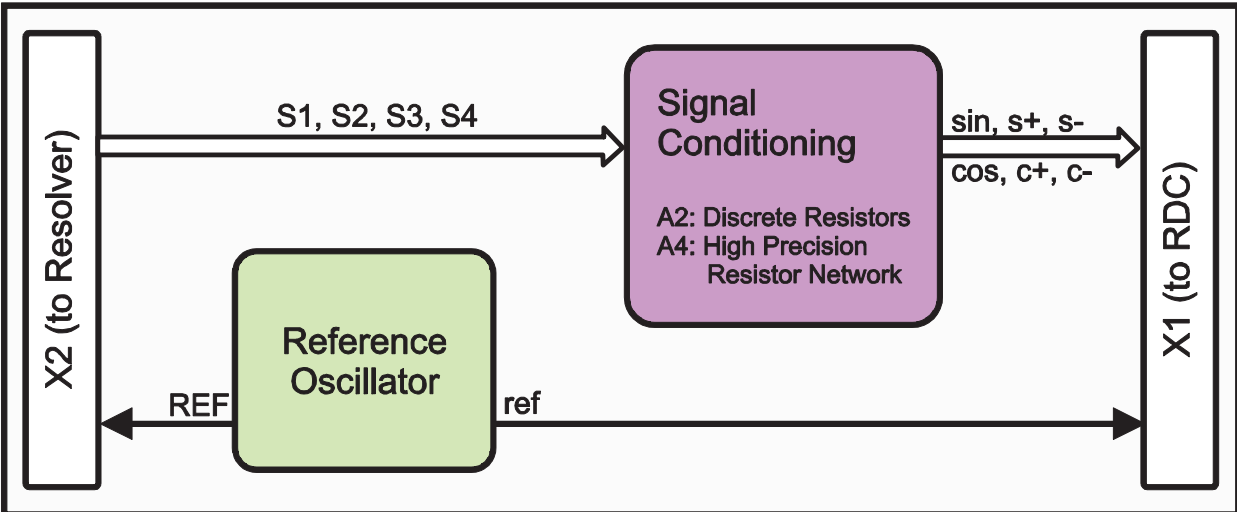 X2 (to Resolver)
S1, S2, S3, S4
Signal
Conditioning
A2: Discrete Resistors
A4: High Precision
Resistor Network
sin, s+, s-
cos, c+, c-
X1 (to RDC)
Reference
Oscillator
REF
ref